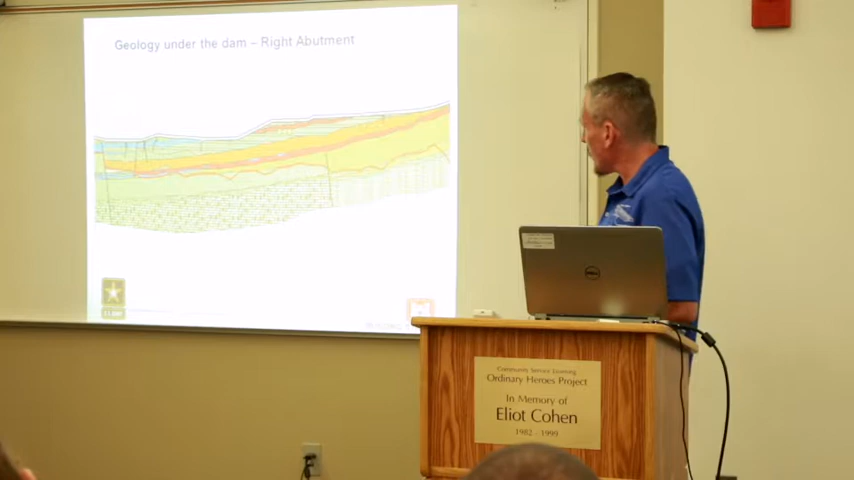 Geology under the dam – Right Abutment
DELL
Community Service Learning
Ordinary Heroes Project
In Memory of
Eliot Cohen
1982 - 1999